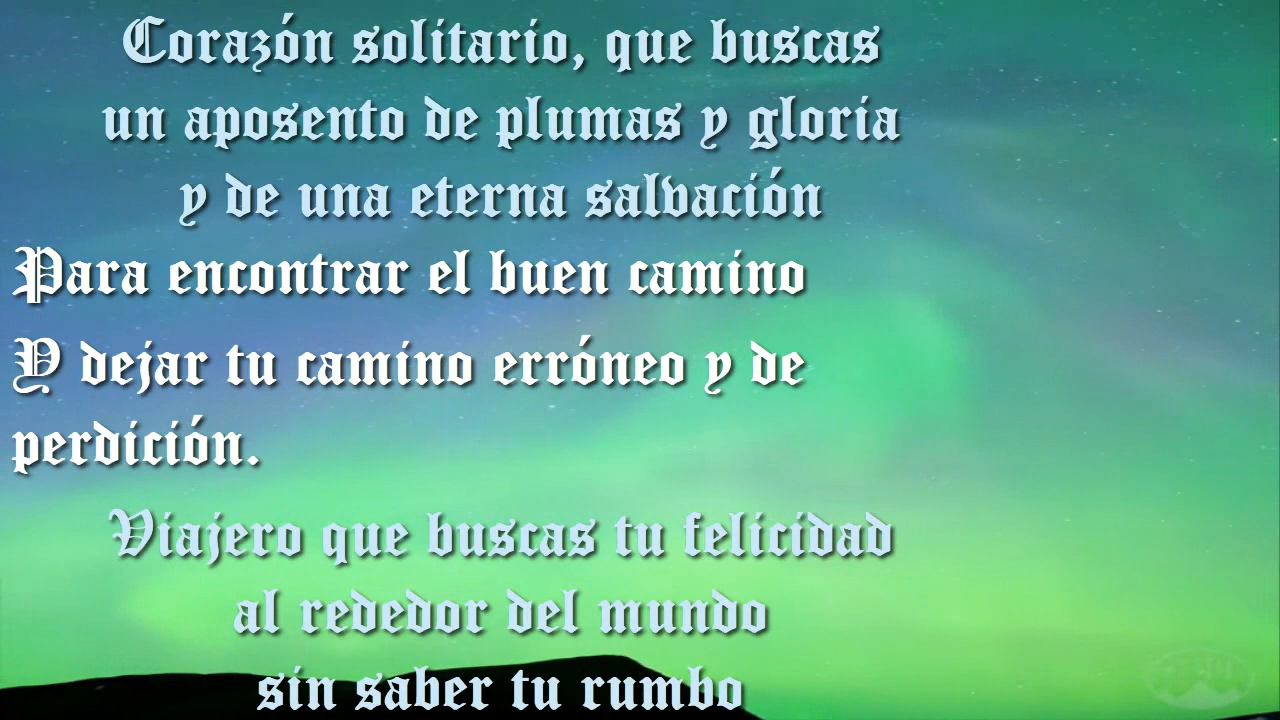 Corazón solitario, que buscas
un aposento de plumas y gloria
y de una eterna salvación
Para encontrar el buen camino
Y dejar tu camino erróneo y de
perdición.
Viajero que buscas tu felicidad
al rededor del mundo
sin saber tu rumbo